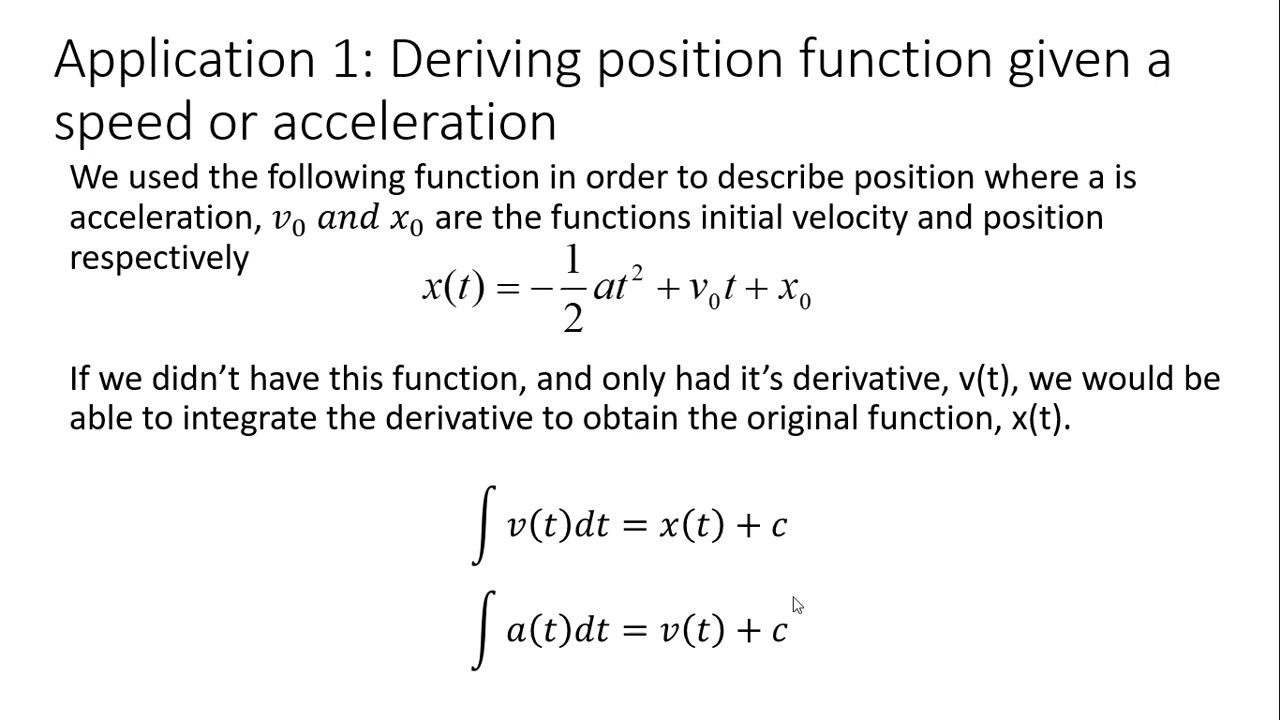 Application 1: Deriving position function given a
speed or acceleration
We used the following function in order to describe position where a is
acceleration, v₀ and x₀ are the functions initial velocity and position
respectively
x(t) = −1/2 at² + v₀t + x₀
If we didn’t have this function, and only had it’s derivative, v(t), we would be
able to integrate the derivative to obtain the original function, x(t).
∫ v(t)dt = x(t) + c
∫ a(t)dt = v(t) + c